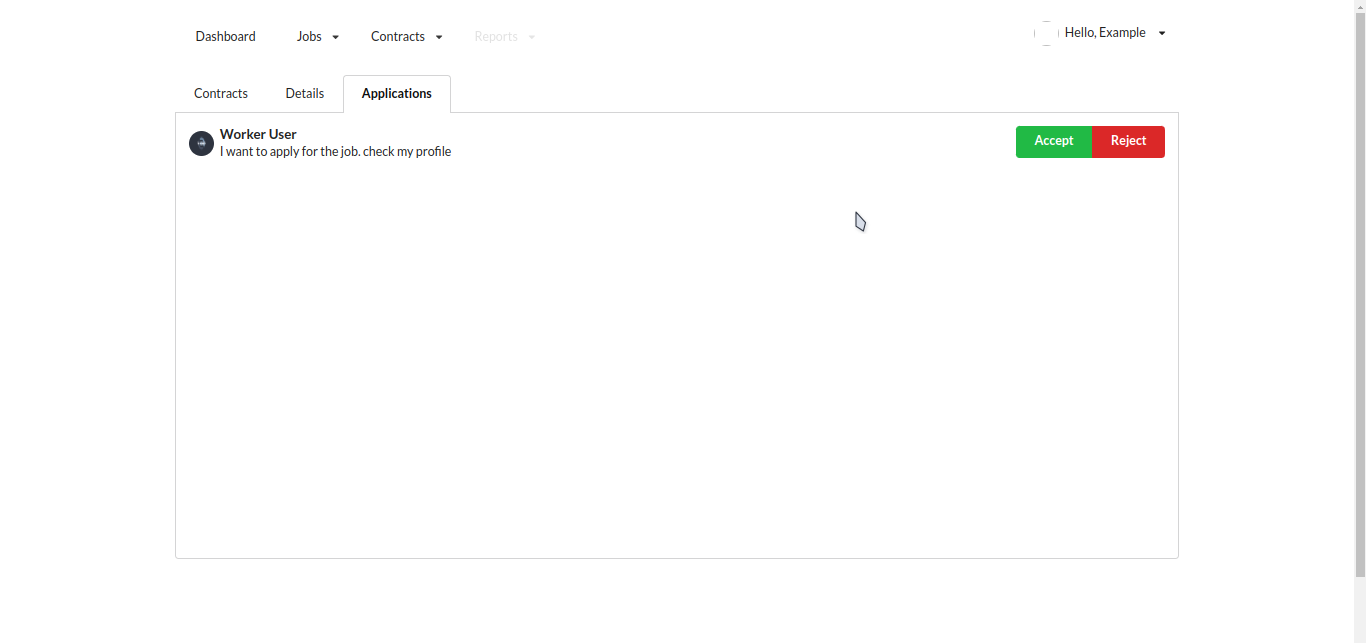 Dashboard Jobs Contracts Reports Hello, Example
Contracts Details Applications
Worker User
I want to apply for the job. check my profile
Accept Reject